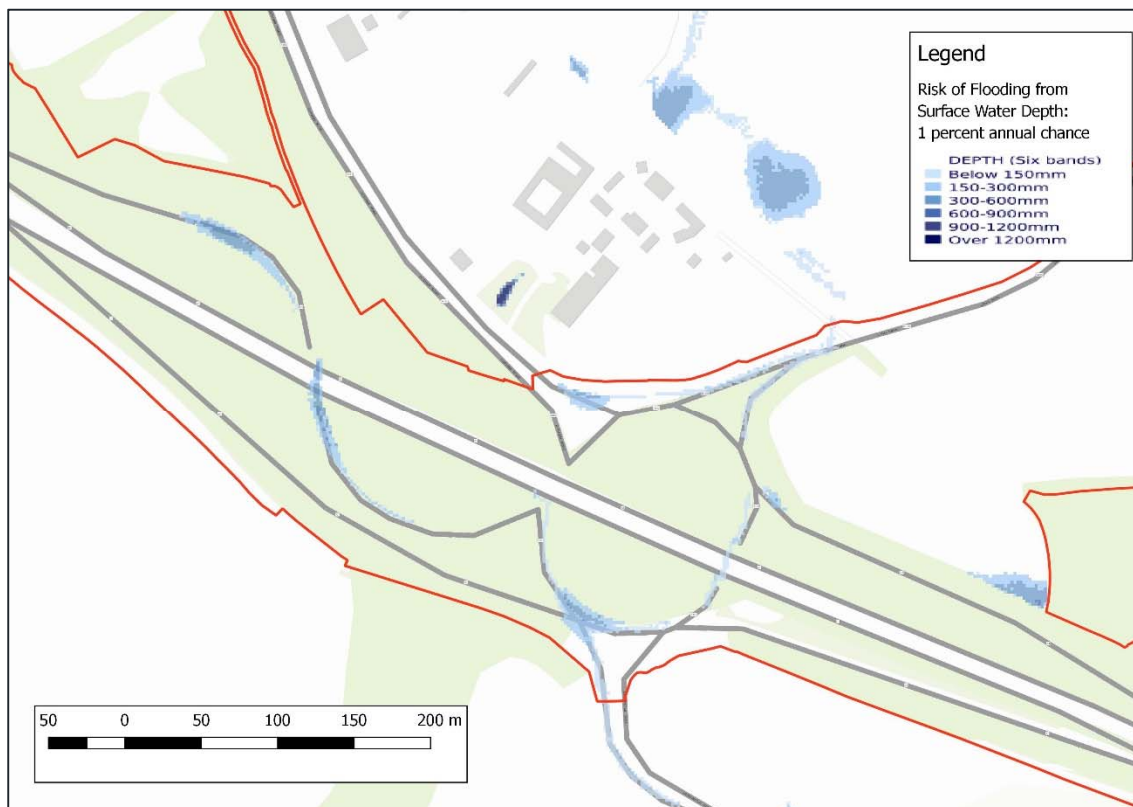 Legend
Risk of Flooding from
Surface Water Depth:
1 percent annual chance
DEPTH (Six bands)
Below 150mm
150-300mm
300-600mm
600-900mm
900-1200mm
Over 1200mm
50 0 50 100 150 200 m